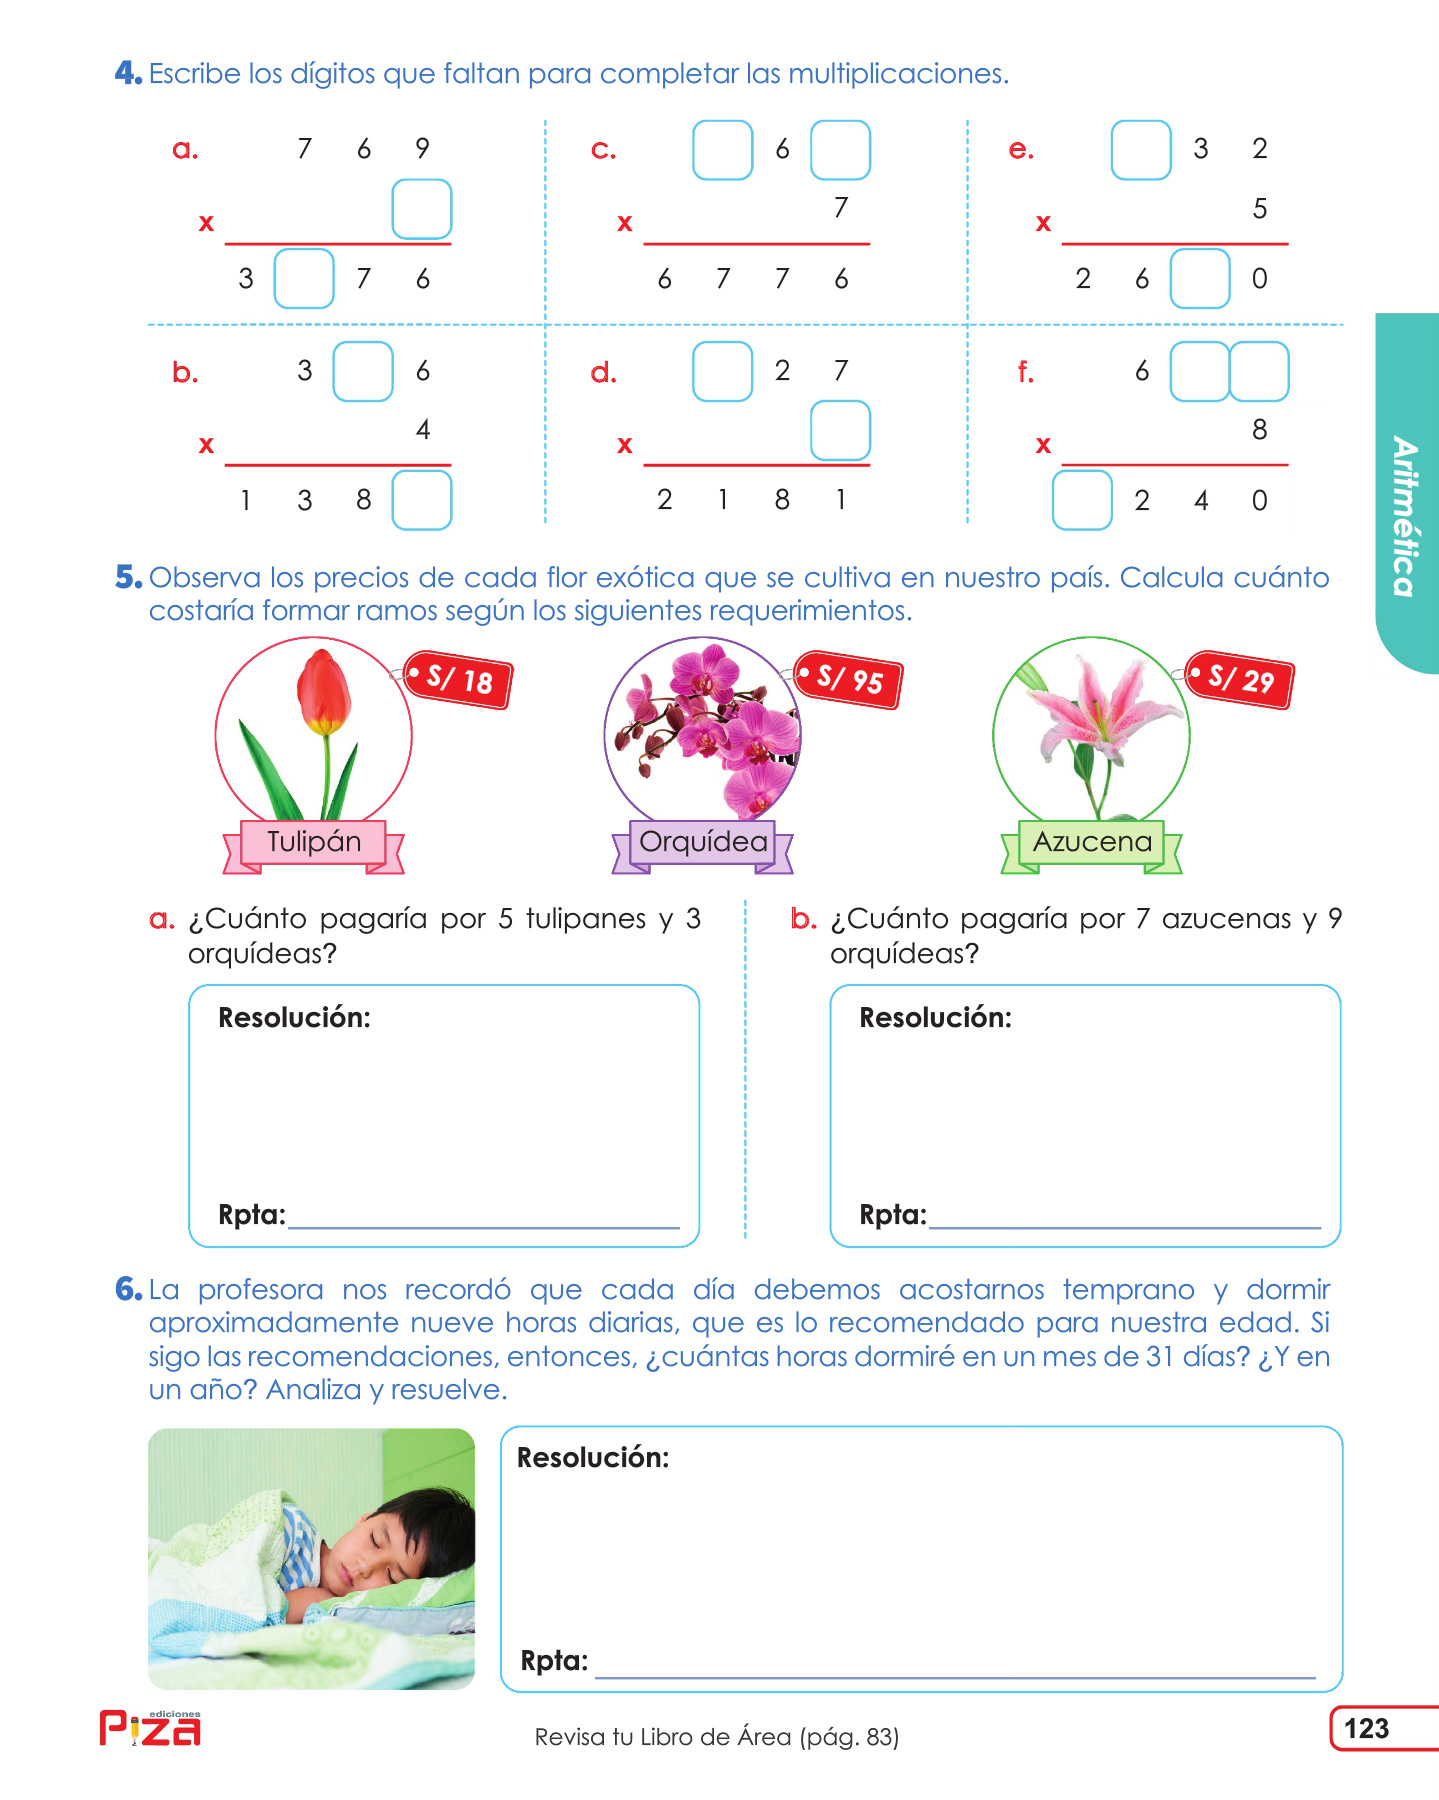 4. Escribe los dígitos que faltan para completar las multiplicaciones.
a. 7 6 9
x
3 7 6
c. 6
x 7
6 7 7 6
e. 3 2
x 5
2 6 0
b. 3 6
x 4
1 3 8
d. 2 7
x
2 1 8 1
f. 6
x 8
2 4 0
Aritmética
5. Observa los precios de cada flor exótica que se cultiva en nuestro país. Calcula cuánto
costaría formar ramos según los siguientes requerimientos.
S/ 18
S/ 95
S/ 29
Tulipán
Orquídea
Azucena
a. ¿Cuánto pagaría por 5 tulipanes y 3
orquídeas?
Resolución:
Rpta:
b. ¿Cuánto pagaría por 7 azucenas y 9
orquídeas?
Resolución:
Rpta:
6. La profesora nos recordó que cada día debemos acostarnos temprano y dormir
aproximadamente nueve horas diarias, que es lo recomendado para nuestra edad. Si
sigo las recomendaciones, entonces, ¿cuántas horas dormiré en un mes de 31 días? ¿Y en
un año? Analiza y resuelve.
Resolución:
Rpta:
ediciones
Piza
Revisa tu Libro de Área (pág. 83)
123